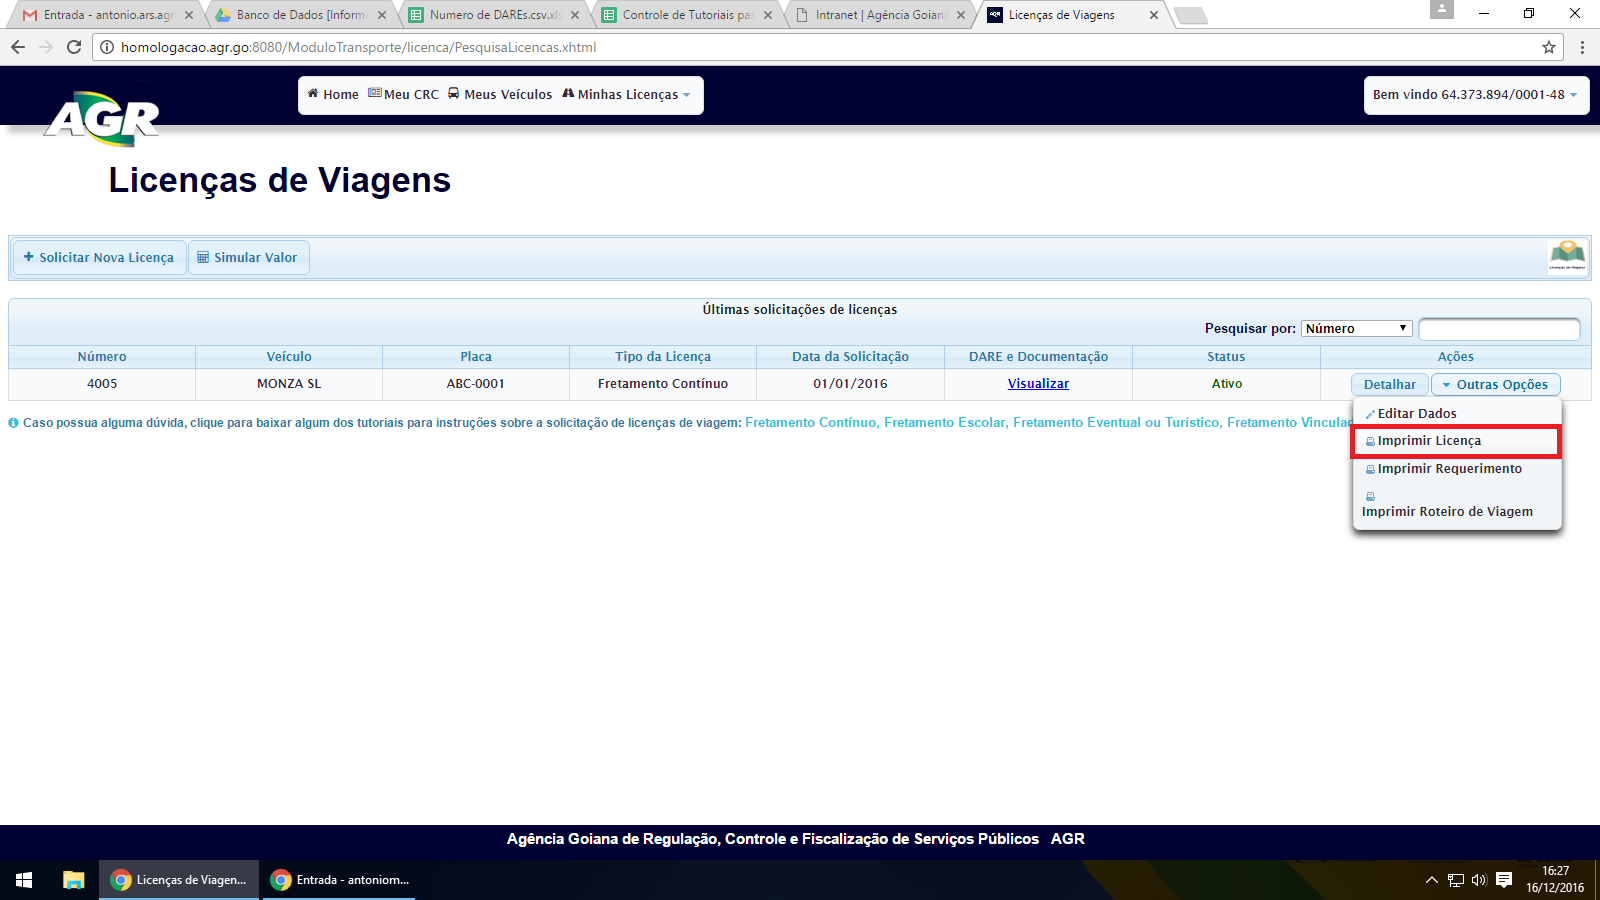 Entrada - antonio.ars.agr
Banco de Dados [Informa
Numero de DAREs.csv.xls
Controle de Tutoriais par
Intranet | Agência Goiana
Licenças de Viagens
homologacao.agr.go:8080/ModuloTransporte/licenca/PesquisaLicencas.xhtml
AGR
Home Meu CRC Meus Veículos Minhas Licenças
Bem vindo 64.373.894/0001-48
Licenças de Viagens
Solicitar Nova Licença Simular Valor
Últimas solicitações de licenças
Pesquisar por: Número
Número Veículo Placa Tipo da Licença Data da Solicitação DARE e Documentação Status Ações
4005 MONZA SL ABC-0001 Fretamento Contínuo 01/01/2016 Visualizar Ativo Detalhar Outras Opções
Caso possua alguma dúvida, clique para baixar algum dos tutoriais para instruções sobre a solicitação de licenças de viagem: Fretamento Continuo, Fretamento Escolar, Fretamento Eventual ou Turístico, Fretamento Vinculad
Editar Dados
Imprimir Licença
Imprimir Requerimento
Imprimir Roteiro de Viagem
Agência Goiana de Regulação, Controle e Fiscalização de Serviços Públicos AGR
Licenças de Viagen...
Entrada - antoniom...
16:27
16/12/2016